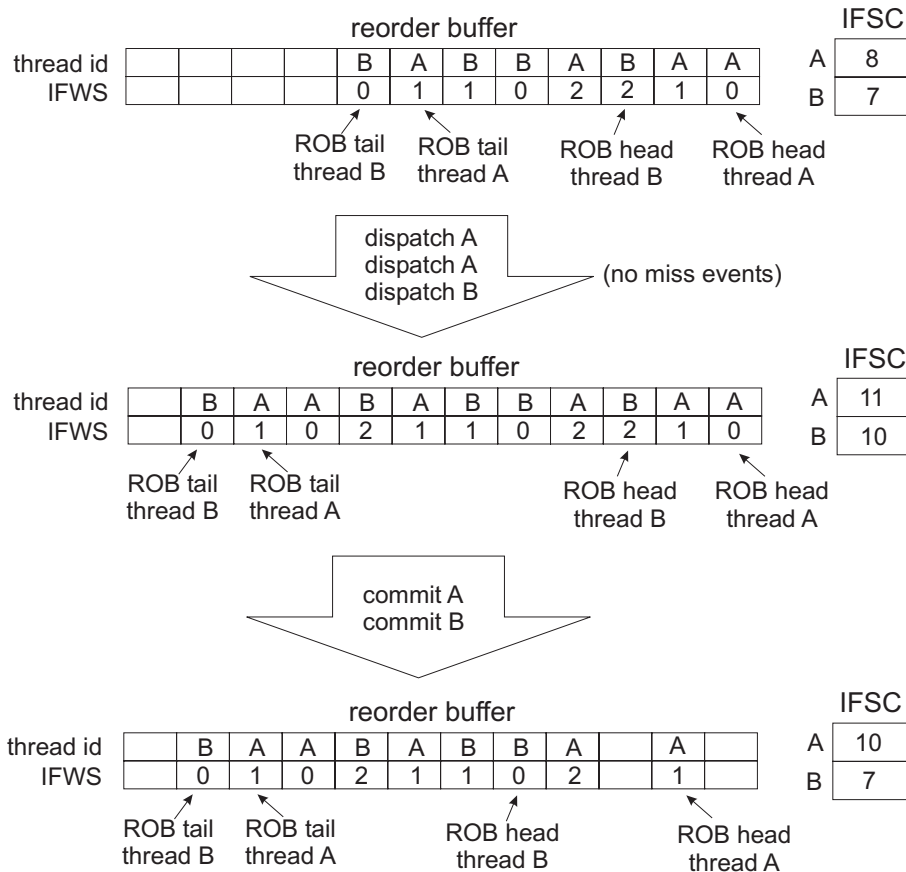 reorder buffer
IFSC
thread id B A B B A B A A A 8
IFWS 0 1 1 0 2 2 1 0 B 7
ROB tail thread B
ROB tail thread A
ROB head thread B
ROB head thread A
dispatch A
dispatch A
dispatch B
(no miss events)
reorder buffer
IFSC
thread id B A A B A B B A B A A A 11
IFWS 0 1 0 2 1 1 0 2 2 1 0 B 10
ROB tail thread B
ROB tail thread A
ROB head thread B
ROB head thread A
commit A
commit B
reorder buffer
IFSC
thread id B A A B A B B A A A 10
IFWS 0 1 0 2 1 1 0 2 1 B 7
ROB tail thread B
ROB tail thread A
ROB head thread B
ROB head thread A